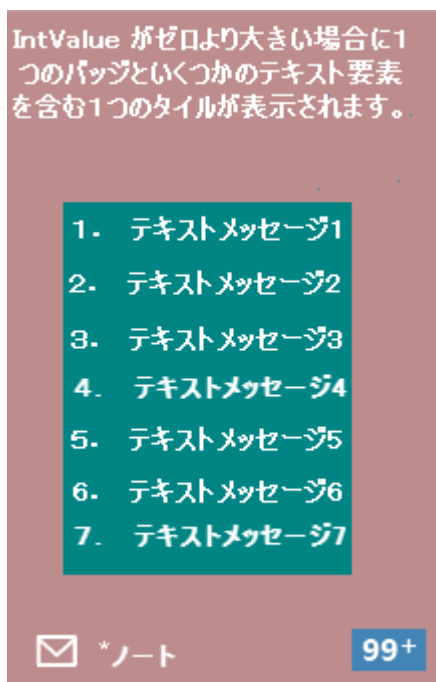 IntValue がゼロより大きい場合に1
つのバッジといくつかのテキスト要素
を含む1つのタイルが表示されます。
1. テキストメッセージ1
2. テキストメッセージ2
3. テキストメッセージ3
4. テキストメッセージ4
5. テキストメッセージ5
6. テキストメッセージ6
7. テキストメッセージ7
*ノート 99+